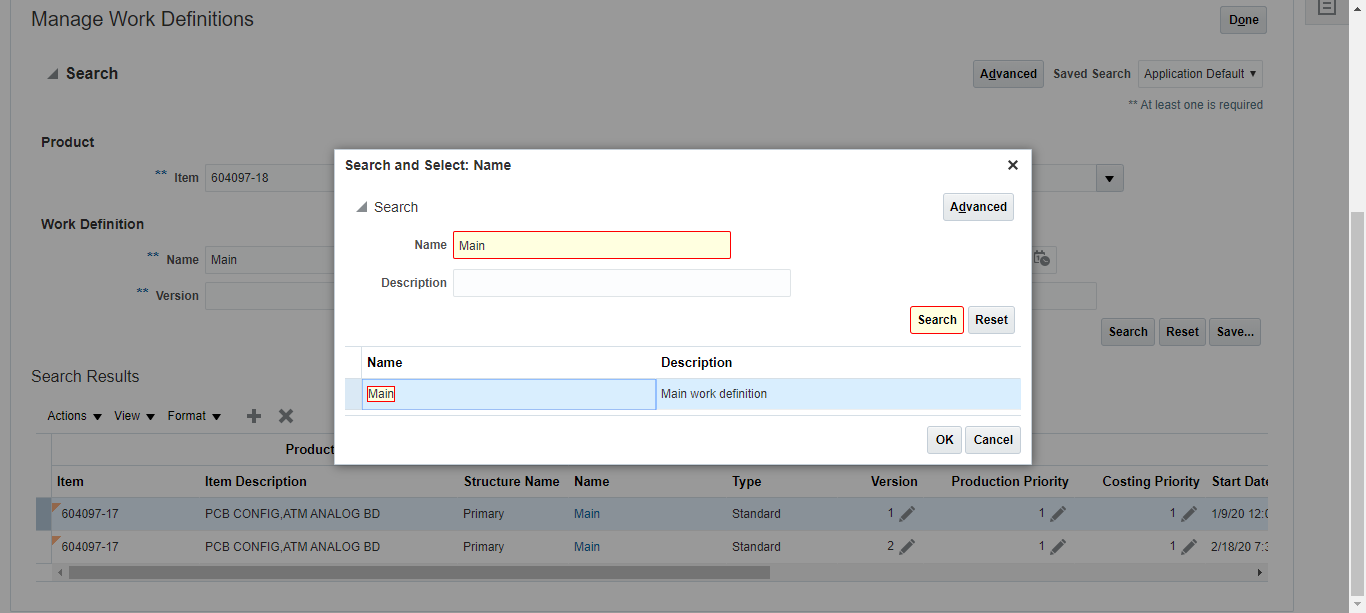 Manage Work Definitions
Done
Search
Advanced Saved Search Application Default
** At least one is required
Product
** Item 604097-18
Work Definition
** Name Main
** Version
Search Reset Save...
Search and Select: Name
Search
Advanced
Name Main
Description
Search Reset
Name Description
Main Main work definition
OK Cancel
Search Results
Actions View Format
Product
Item Item Description Structure Name Name Type Version Production Priority Costing Priority Start Date
604097-17 PCB CONFIG,ATM ANALOG BD Primary Main Standard 1 1 1 1/9/20 12:0
604097-17 PCB CONFIG,ATM ANALOG BD Primary Main Standard 2 1 1 2/18/20 7:3